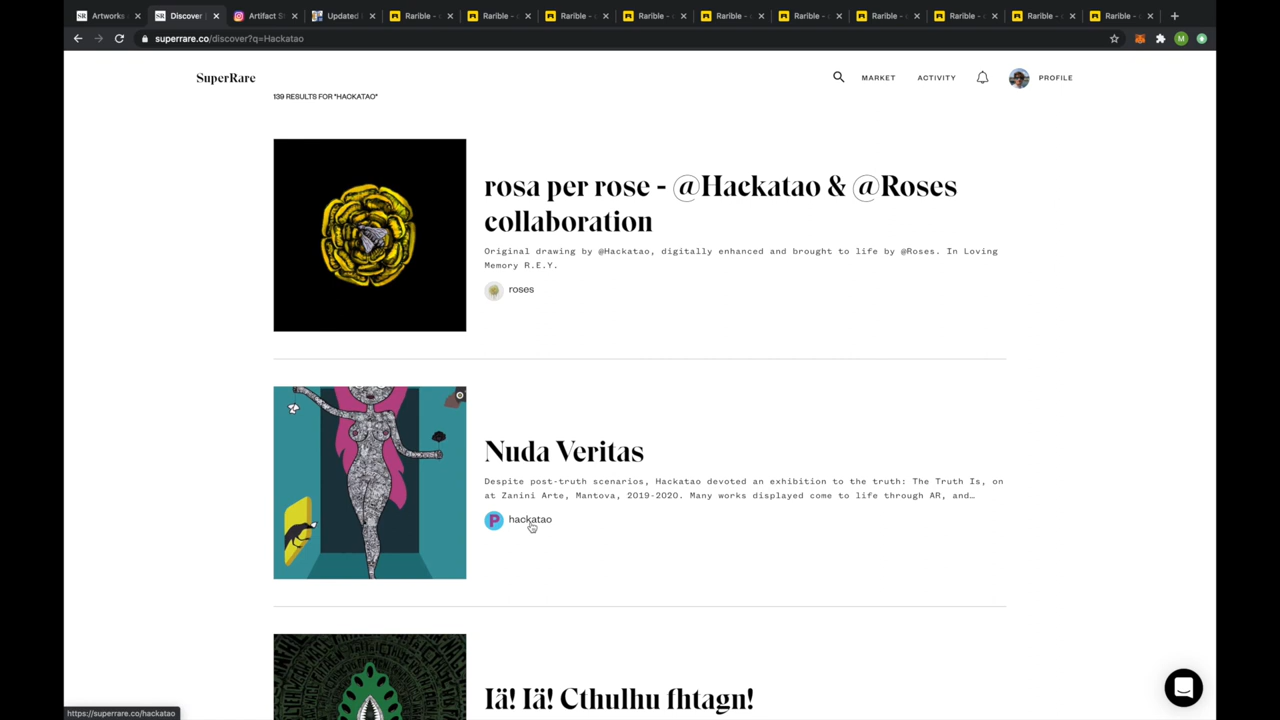 Artworks
Discover
Artifact S
Updated
Rarible -
Rarible -
Rarible -
Rarible -
Rarible -
Rarible -
Rarible -
Rarible -
Rarible -
Rarible -
superrare.co/discover?q=Hackatao
M
SuperRare
MARKET
ACTIVITY
PROFILE
139 RESULTS FOR "HACKATAO"
rosa per rose - @Hackatao & @Roses
collaboration
Original drawing by @Hackatao, digitally enhanced and brought to life by @Roses. In Loving
Memory R.E.Y.
roses
Nuda Veritas
Despite post-truth scenarios, Hackatao devoted an exhibition to the truth: The Truth Is, on
at Zanini Arte, Mantova, 2019-2020. Many works displayed come to life through AR, and…
P hackatao
Iä! Iä! Cthulhu fhtagn!
https://superrare.co/hackatao